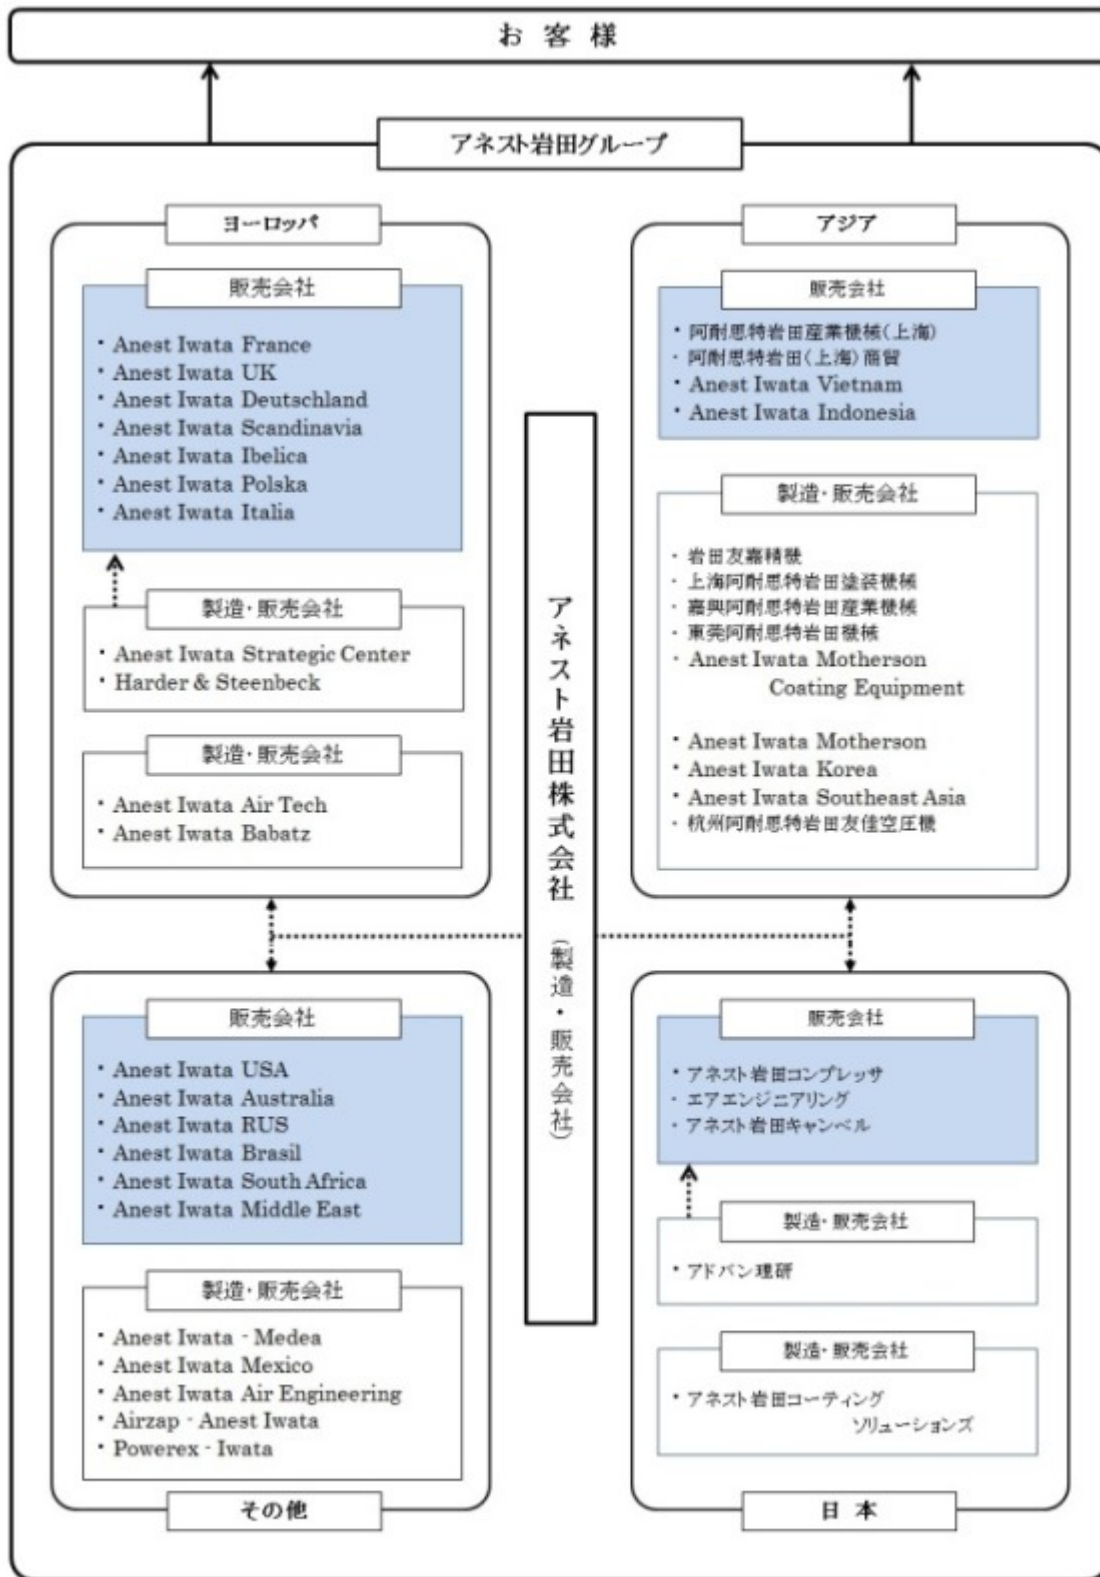 お客様
アネスト岩田グループ
ヨーロッパ
販売会社
・Anest Iwata France
・Anest Iwata UK
・Anest Iwata Deutschland
・Anest Iwata Scandinavia
・Anest Iwata Ibelica
・Anest Iwata Polska
・Anest Iwata Italia
製造・販売会社
・Anest Iwata Strategic Center
・Harder & Steenbeck
製造・販売会社
・Anest Iwata Air Tech
・Anest Iwata Babatz
アジア
販売会社
・阿耐思特岩田産業機械(上海)
・阿耐思特岩田(上海)商貿
・Anest Iwata Vietnam
・Anest Iwata Indonesia
製造・販売会社
・岩田友嘉精機
・上海阿耐思特岩田塗装機械
・嘉興阿耐思特岩田産業機械
・東莞阿耐思特岩田機械
・Anest Iwata Motherson
Coating Equipment
・Anest Iwata Motherson
・Anest Iwata Korea
・Anest Iwata Southeast Asia
・杭州阿耐思特岩田友佳空圧機
アネスト岩田株式会社(製造・販売会社)
販売会社
・Anest Iwata USA
・Anest Iwata Australia
・Anest Iwata RUS
・Anest Iwata Brasil
・Anest Iwata South Africa
・Anest Iwata Middle East
製造・販売会社
・Anest Iwata - Medea
・Anest Iwata Mexico
・Anest Iwata Air Engineering
・Airzap - Anest Iwata
・Powerex - Iwata
その他
販売会社
・アネスト岩田コンプレッサ
・エアエンジニアリング
・アネスト岩田キャンベル
製造・販売会社
・アドバン理研
製造・販売会社
・アネスト岩田コーティング
ソリューションズ
日本